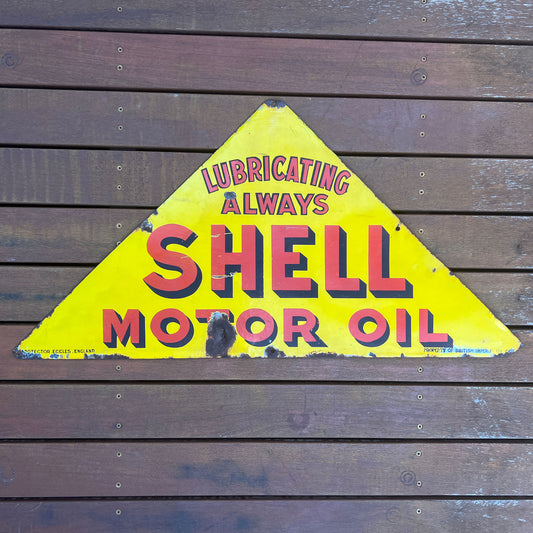 LUBRICATING
ALWAYS
SHELL
MOTOR OIL
PROTECTOR. ECCLES. ENGLAND
PROPERTY OF BRITISH